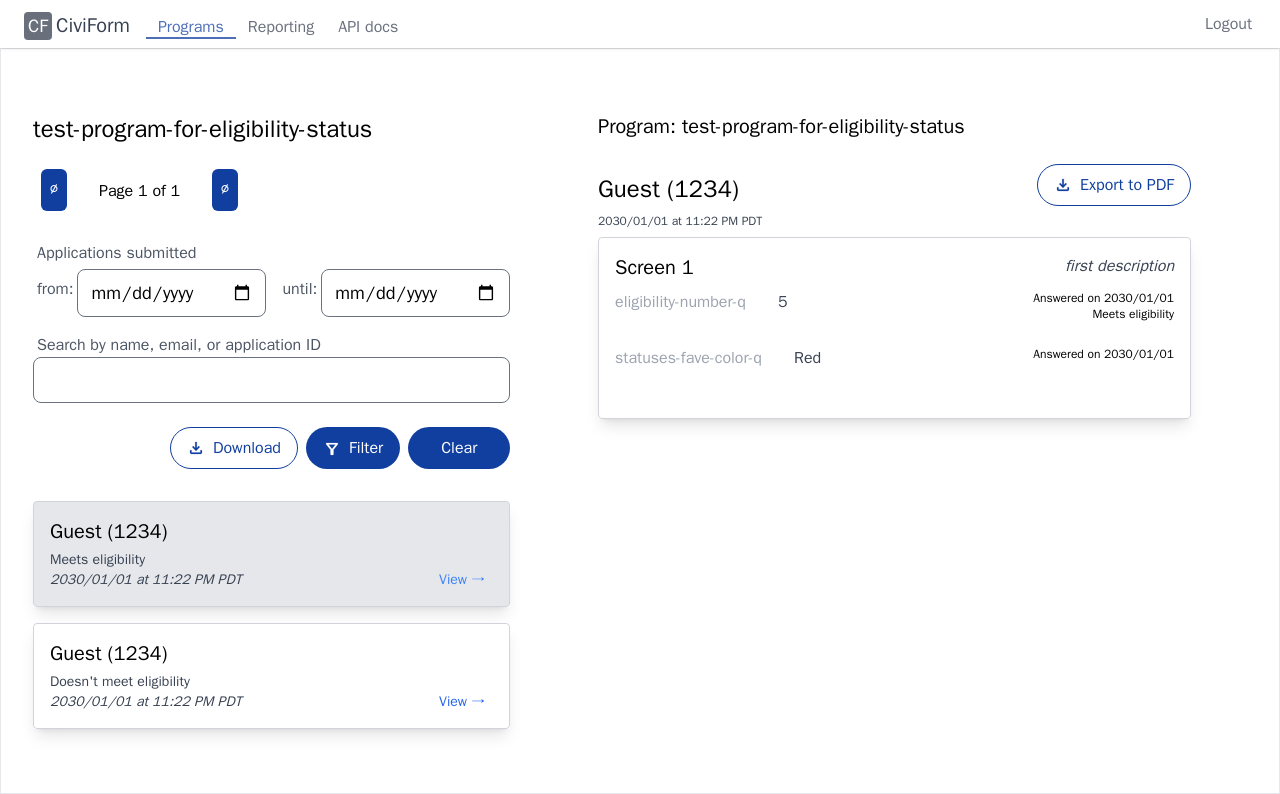 CF CiviForm Programs Reporting API docs Logout
test-program-for-eligibility-status
∅ Page 1 of 1 ∅
Applications submitted
from: mm/dd/yyyy until: mm/dd/yyyy
Search by name, email, or application ID
Download Filter Clear
Guest (1234)
Meets eligibility
2030/01/01 at 11:22 PM PDT View →
Guest (1234)
Doesn't meet eligibility
2030/01/01 at 11:22 PM PDT View →
Program: test-program-for-eligibility-status
Guest (1234) Export to PDF
2030/01/01 at 11:22 PM PDT
Screen 1 first description
eligibility-number-q 5 Answered on 2030/01/01
Meets eligibility
statuses-fave-color-q Red Answered on 2030/01/01